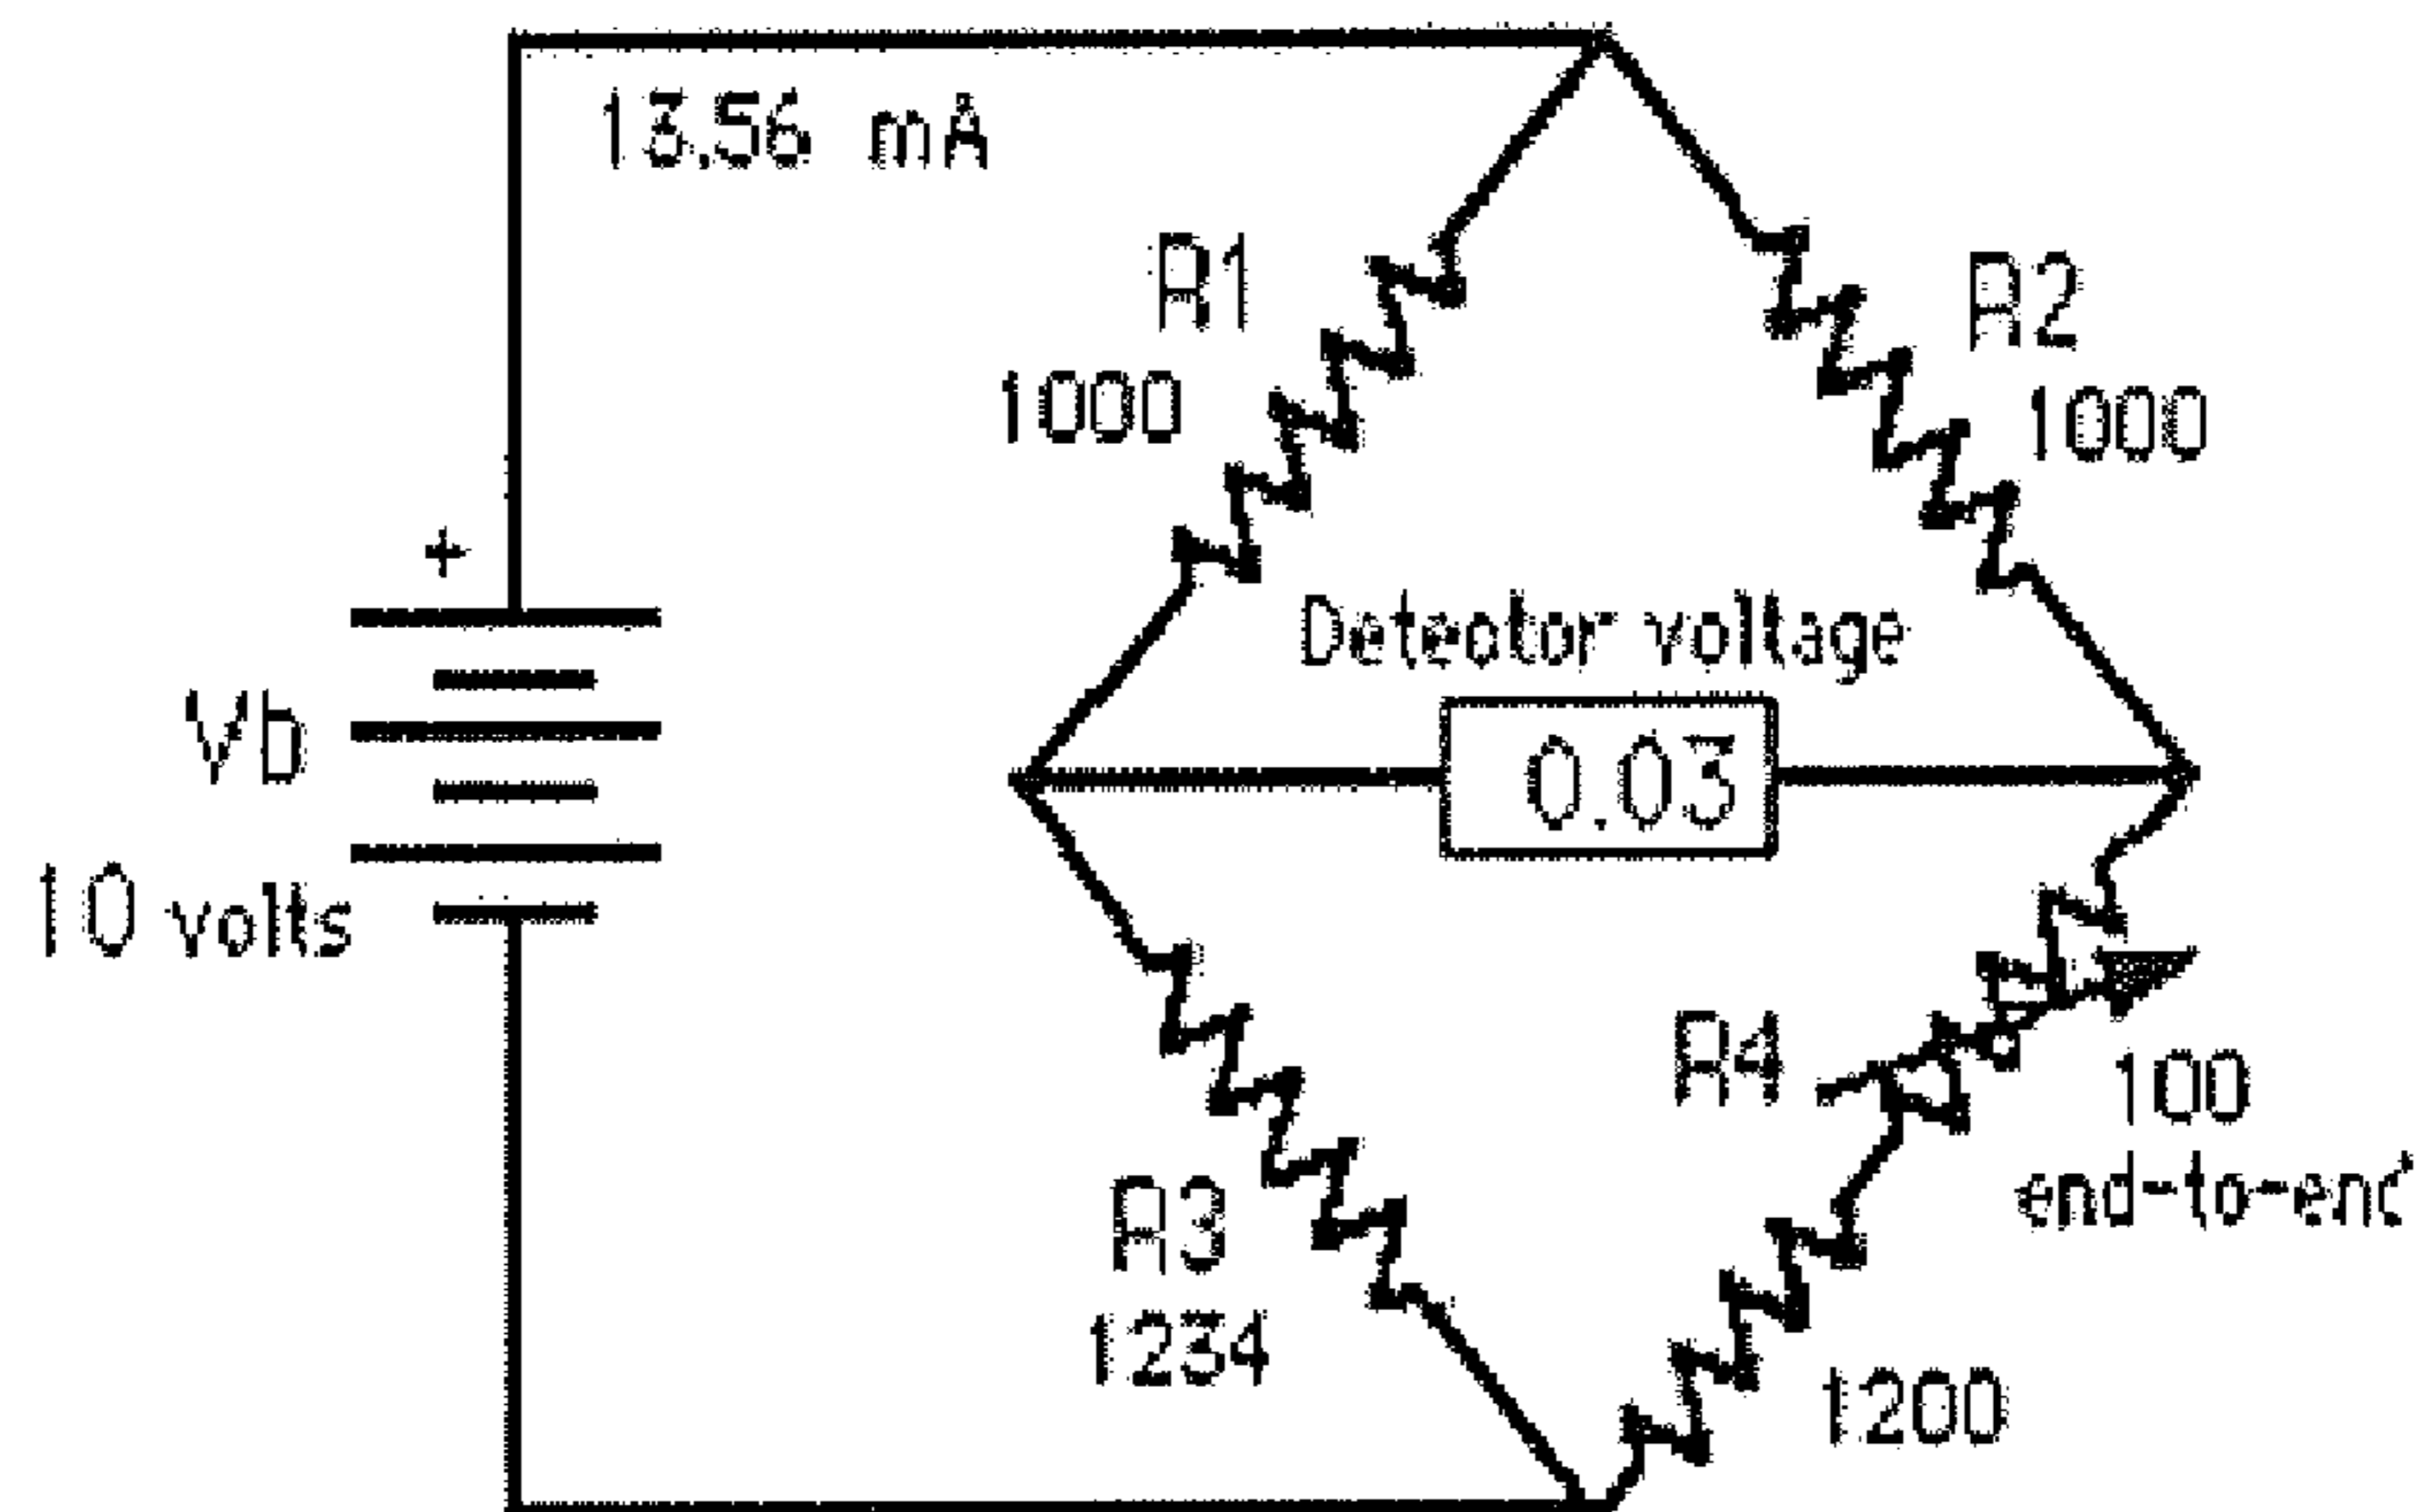 13.56 mA
R1
1000
R2
1000
+
Detector voltage
0.03
Vb
10 volts
R4
100
end-to-end
R3
1234
1200